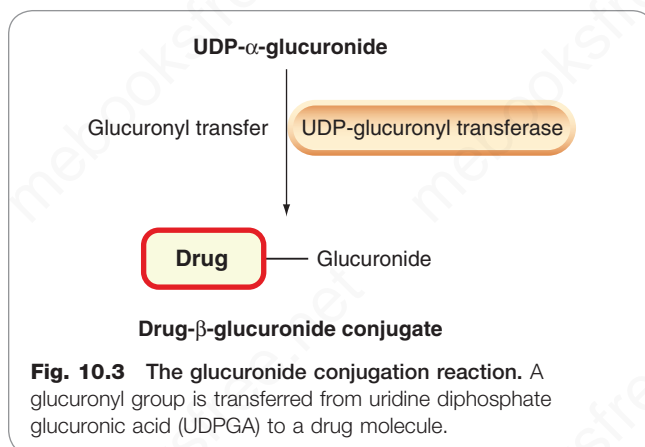 UDP-α-glucuronide
Glucuronyl transfer
UDP-glucuronyl transferase
Drug
Glucuronide
Drug-β-glucuronide conjugate
Fig. 10.3 The glucuronide conjugation reaction. A
glucuronyl group is transferred from uridine diphosphate
glucuronic acid (UDPGA) to a drug molecule.